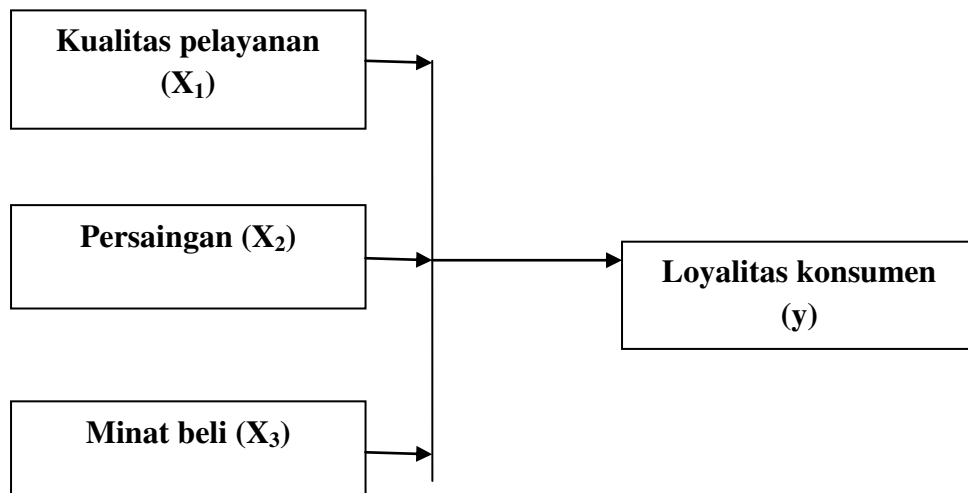 Kualitas pelayanan
(X₁)
Persaingan (X₂)
Loyalitas konsumen
(y)
Minat beli (X₃)